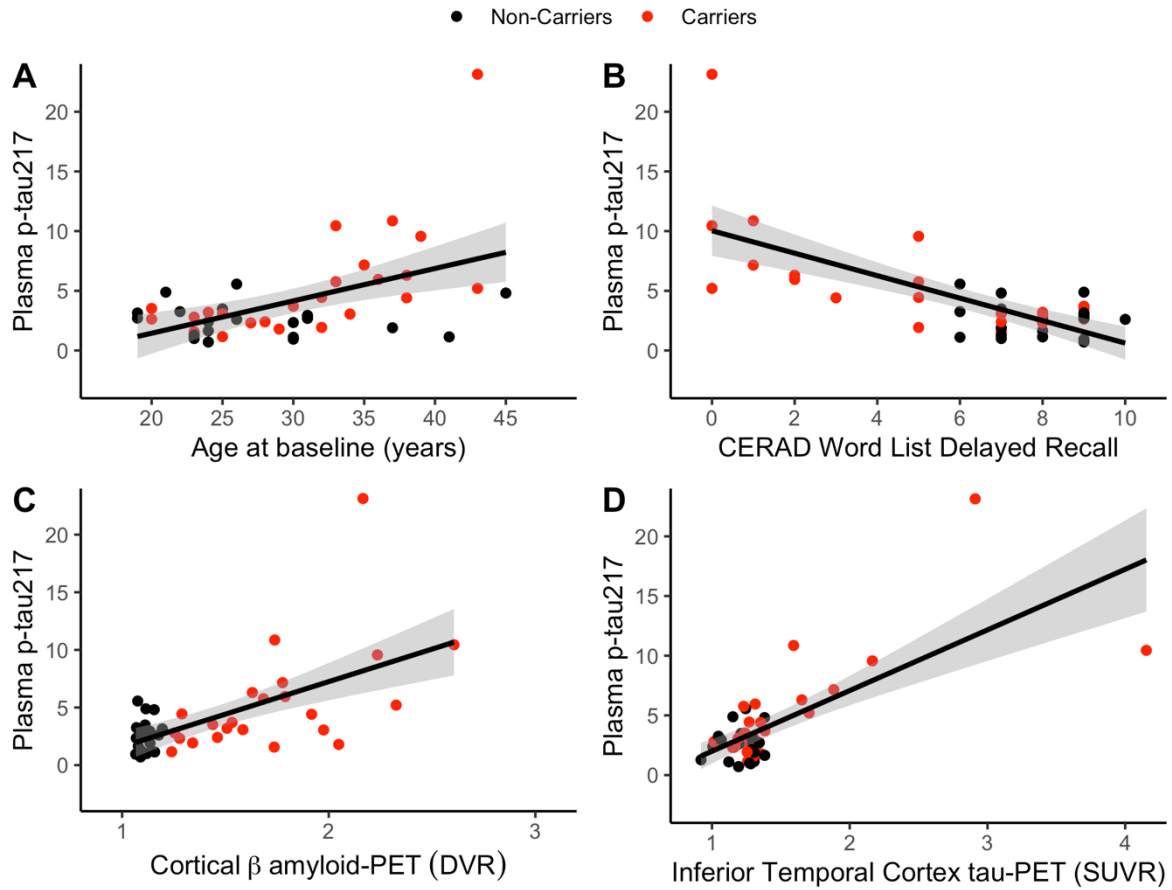 Non-Carriers Carriers
A
Plasma p-tau217
20
15
10
5
0
20 25 30 35 40 45
Age at baseline (years)
B
Plasma p-tau217
20
15
10
5
0
0 2 4 6 8 10
CERAD Word List Delayed Recall
C
Plasma p-tau217
20
15
10
5
0
1 2 3
Cortical β amyloid-PET (DVR)
D
Plasma p-tau217
20
15
10
5
0
1 2 3 4
Inferior Temporal Cortex tau-PET (SUVR)